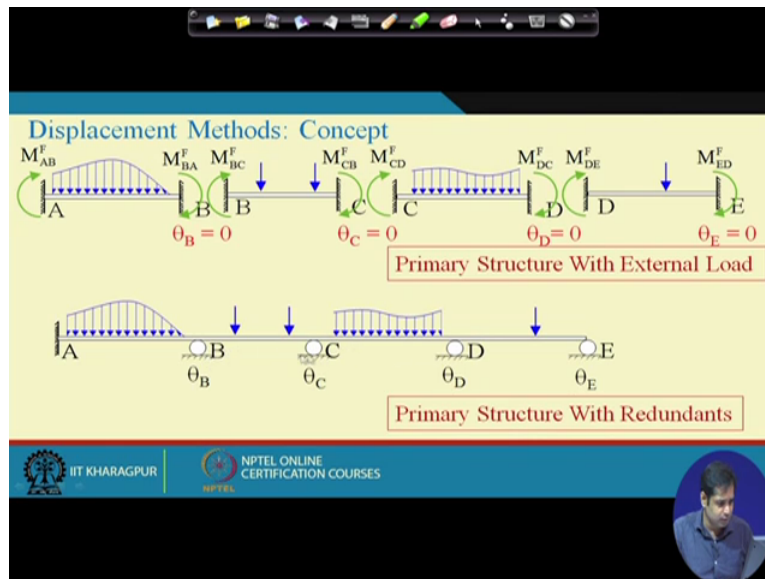 Displacement Methods: Concept
M^F_AB M^F_BA M^F_BC M^F_CB M^F_CD M^F_DC M^F_DE M^F_ED
A B B C C D D E
θ_B = 0 θ_C = 0 θ_D = 0 θ_E = 0
Primary Structure With External Load
A B C D E
θ_B θ_C θ_D θ_E
Primary Structure With Redundants
IIT KHARAGPUR
NPTEL ONLINE
CERTIFICATION COURSES
NPTEL